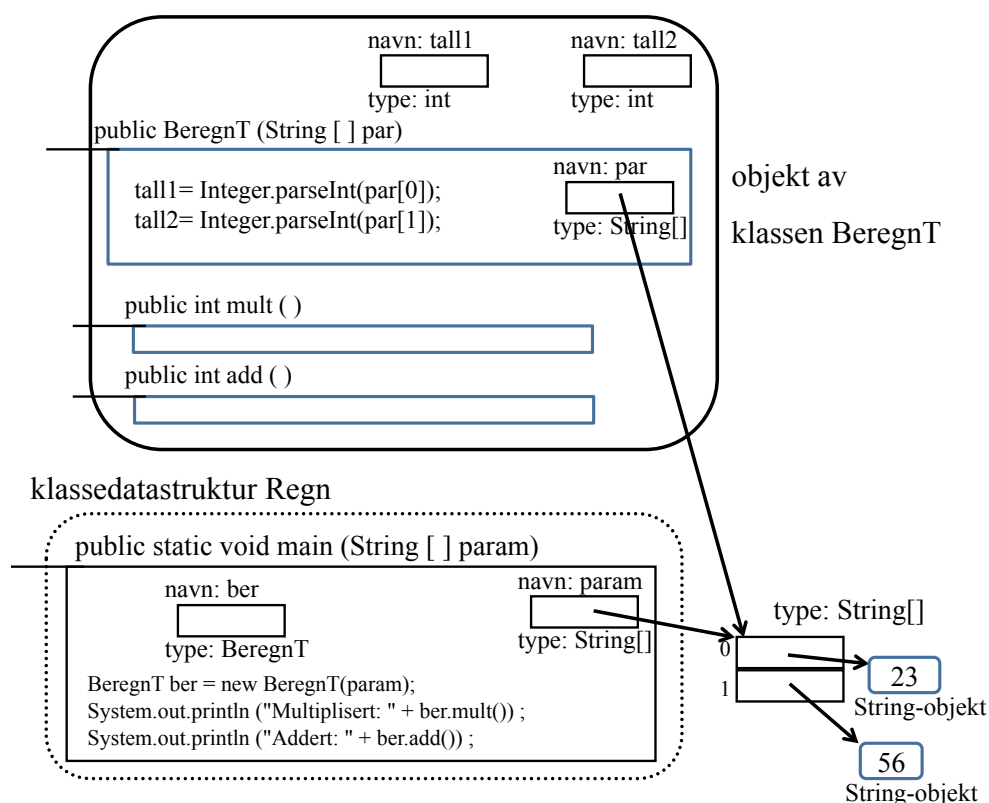 navn: tall1
type: int
navn: tall2
type: int
public BeregnT (String [ ] par)
tall1= Integer.parseInt(par[0]);
tall2= Integer.parseInt(par[1]);
navn: par
type: String[]
objekt av
klassen BeregnT
public int mult ( )
public int add ( )
klassedatastruktur Regn
public static void main (String [ ] param)
navn: ber
type: BeregnT
navn: param
type: String[]
BeregnT ber = new BeregnT(param);
System.out.println ("Multiplisert: " + ber.mult()) ;
System.out.println ("Addert: " + ber.add()) ;
type: String[]
0
1
23
String-objekt
56
String-objekt